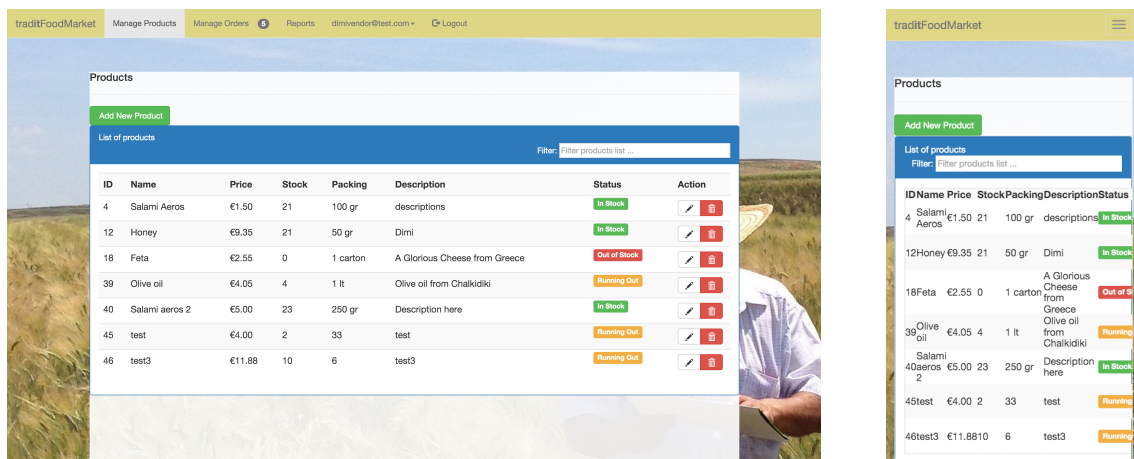 traditFoodMarket Manage Products Manage Orders 5 Reports dimivendor@test.com Logout
Products
Add New Product
List of products
Filter: Filter products list ...
ID Name Price Stock Packing Description Status Action
4 Salami Aeros €1.50 21 100 gr descriptions In Stock
12 Honey €9.35 21 50 gr Dimi In Stock
18 Feta €2.55 0 1 carton A Glorious Cheese from Greece Out of Stock
39 Olive oil €4.05 4 1 lt Olive oil from Chalkidiki Running Out
40 Salami aeros 2 €5.00 23 250 gr Description here In Stock
45 test €4.00 2 33 test Running Out
46 test3 €11.88 10 6 test3 Running Out
traditFoodMarket
Products
Add New Product
List of products
Filter: Filter products list ...
ID Name Price Stock Packing Description Status
4 Salami Aeros €1.50 21 100 gr descriptions In Stock
12 Honey €9.35 21 50 gr Dimi In Stock
18 Feta €2.55 0 1 carton A Glorious Cheese from Greece Out of S
39 Olive oil €4.05 4 1 lt Olive oil from Chalkidiki Running
40 Salami aeros 2 €5.00 23 250 gr Description here In Stock
45 test €4.00 2 33 test Running
46 test3 €11.88 10 6 test3 Running